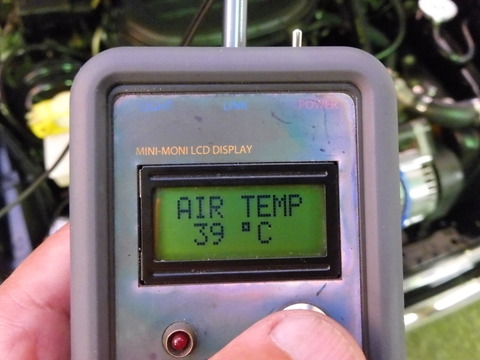 LINK POWER
MINI-MONI LCD DISPLAY
AIR TEMP
39 °C